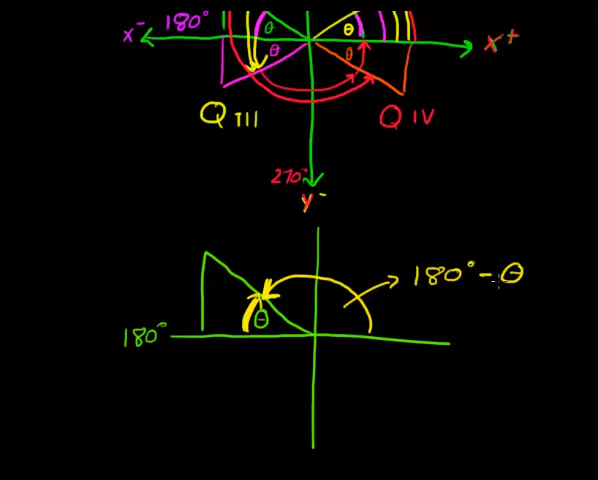 180°
x⁻ θ θ x⁺
θ θ
Q III Q IV
270°
y⁻
180° - θ
θ
180°